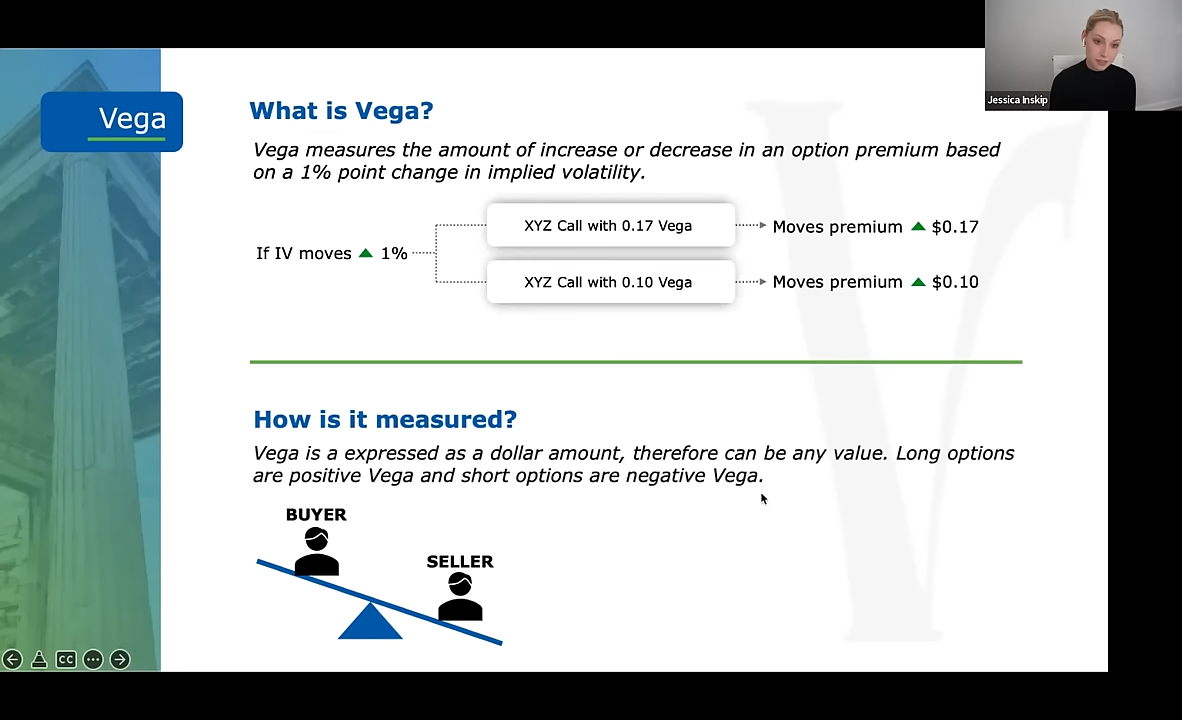 Jessica Inskip
Vega
What is Vega?
Vega measures the amount of increase or decrease in an option premium based
on a 1% point change in implied volatility.
If IV moves ▲ 1%
XYZ Call with 0.17 Vega
Moves premium ▲ $0.17
XYZ Call with 0.10 Vega
Moves premium ▲ $0.10
How is it measured?
Vega is a expressed as a dollar amount, therefore can be any value. Long options
are positive Vega and short options are negative Vega.
BUYER
SELLER
CC